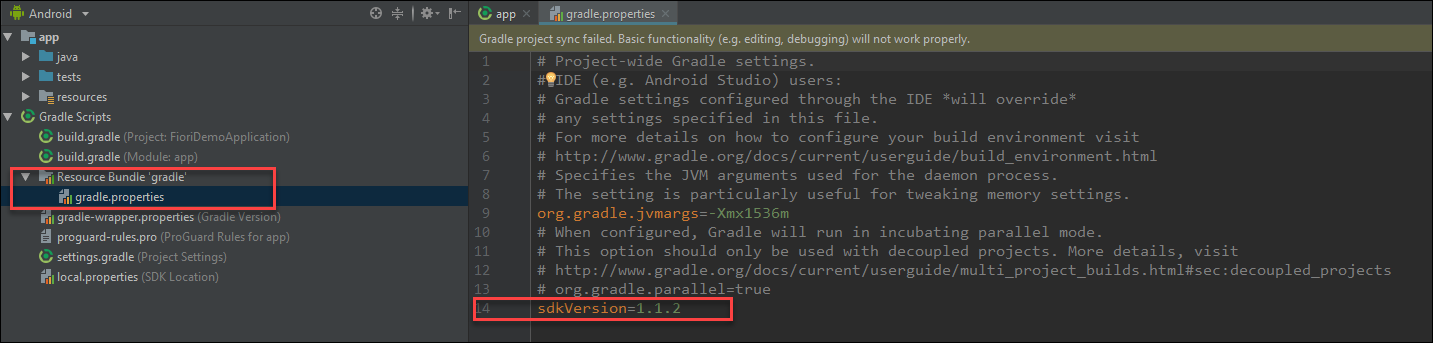 Android
app
java
tests
resources
Gradle Scripts
build.gradle (Project: FioriDemoApplication)
build.gradle (Module: app)
Resource Bundle 'gradle'
gradle.properties
gradle-wrapper.properties (Gradle Version)
proguard-rules.pro (ProGuard Rules for app)
settings.gradle (Project Settings)
local.properties (SDK Location)
app gradle.properties
Gradle project sync failed. Basic functionality (e.g. editing, debugging) will not work properly.
1 # Project-wide Gradle settings.
2 # IDE (e.g. Android Studio) users:
3 # Gradle settings configured through the IDE *will override*
4 # any settings specified in this file.
5 # For more details on how to configure your build environment visit
6 # http://www.gradle.org/docs/current/userguide/build_environment.html
7 # Specifies the JVM arguments used for the daemon process.
8 # The setting is particularly useful for tweaking memory settings.
9 org.gradle.jvmargs=-Xmx1536m
10 # When configured, Gradle will run in incubating parallel mode.
11 # This option should only be used with decoupled projects. More details, visit
12 # http://www.gradle.org/docs/current/userguide/multi_project_builds.html#sec:decoupled_projects
13 # org.gradle.parallel=true
14 sdkVersion=1.1.2